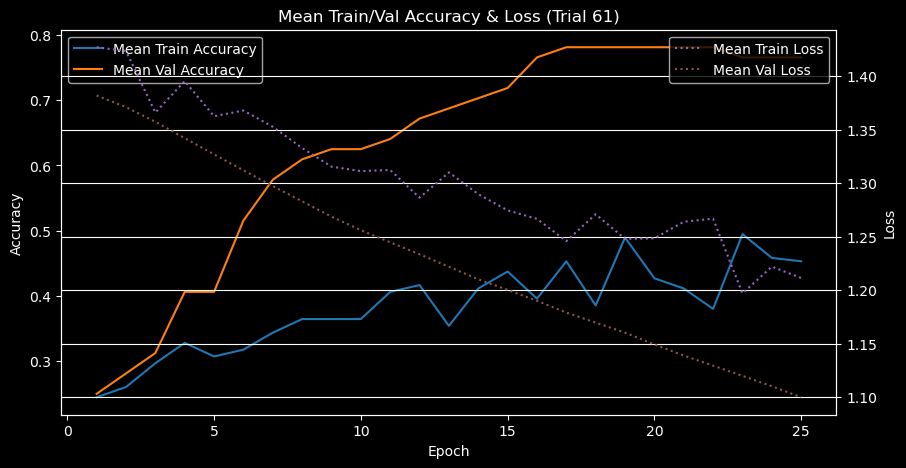 Mean Train/Val Accuracy & Loss (Trial 61)
Mean Train Accuracy
Mean Val Accuracy
Mean Train Loss
Mean Val Loss
0.8
0.7
0.6
0.5
0.4
0.3
Accuracy
1.40
1.35
1.30
1.25
1.20
1.15
1.10
Loss
0
5
10
15
20
25
Epoch